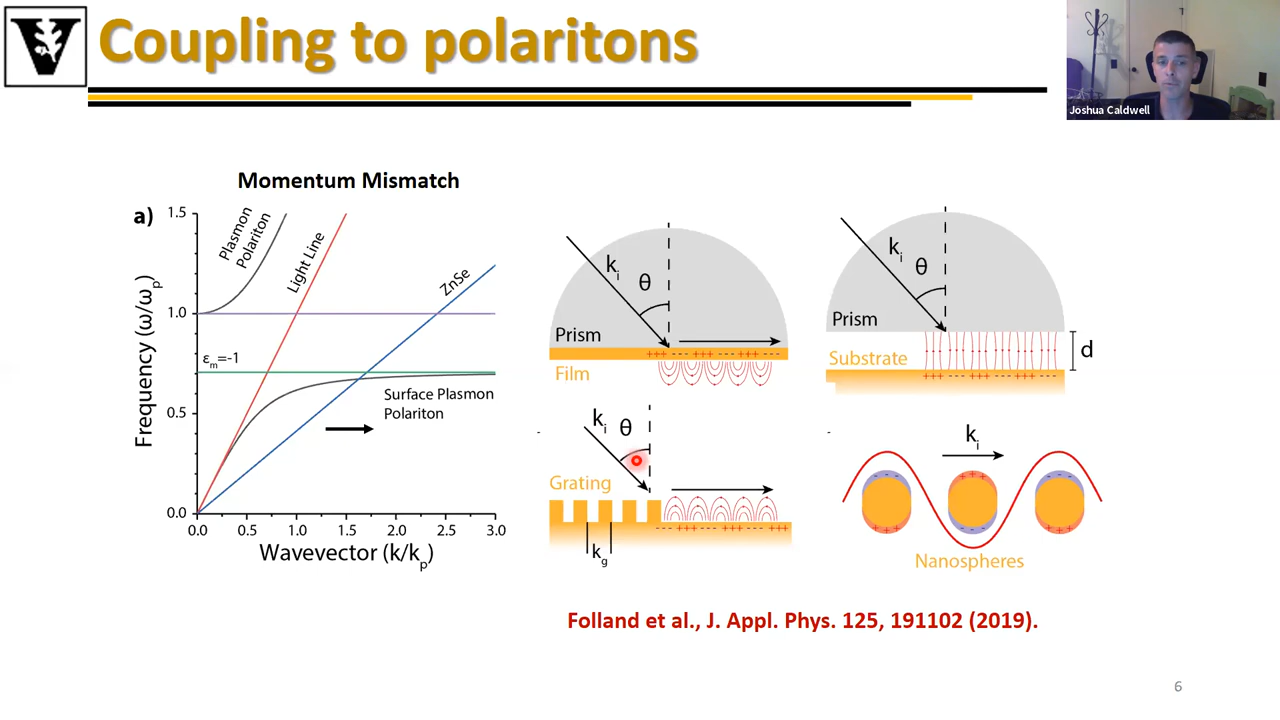 Coupling to polaritons
Joshua Caldwell
Momentum Mismatch
a)
1.5
1.0
0.5
0.0
Frequency (ω/ωp)
Plasmon
Polariton
Light Line
ZnSe
εm=-1
Surface Plasmon
Polariton
0.0 0.5 1.0 1.5 2.0 2.5 3.0
Wavevector (k/kp)
ki
θ
Prism
Film
ki
θ
Prism
Substrate
d
ki θ
Grating
kg
ki
Nanospheres
+++ --- +++ --- +++ ---
+++ --- +++ ---
--- +++ --- +++ --- +++
Folland et al., J. Appl. Phys. 125, 191102 (2019).
6